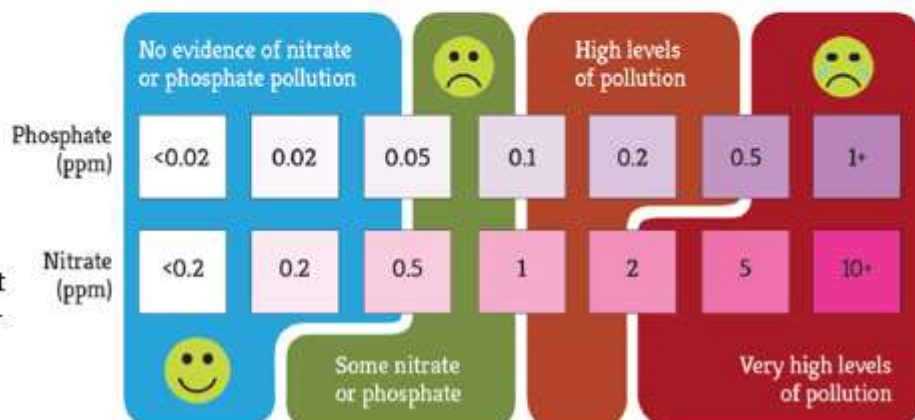 No evidence of nitrate
or phosphate pollution
High levels
of pollution
Phosphate
(ppm)
<0.02 0.02 0.05 0.1 0.2 0.5 1+
Nitrate
(ppm)
<0.2 0.2 0.5 1 2 5 10+
Some nitrate
or phosphate
Very high levels
of pollution